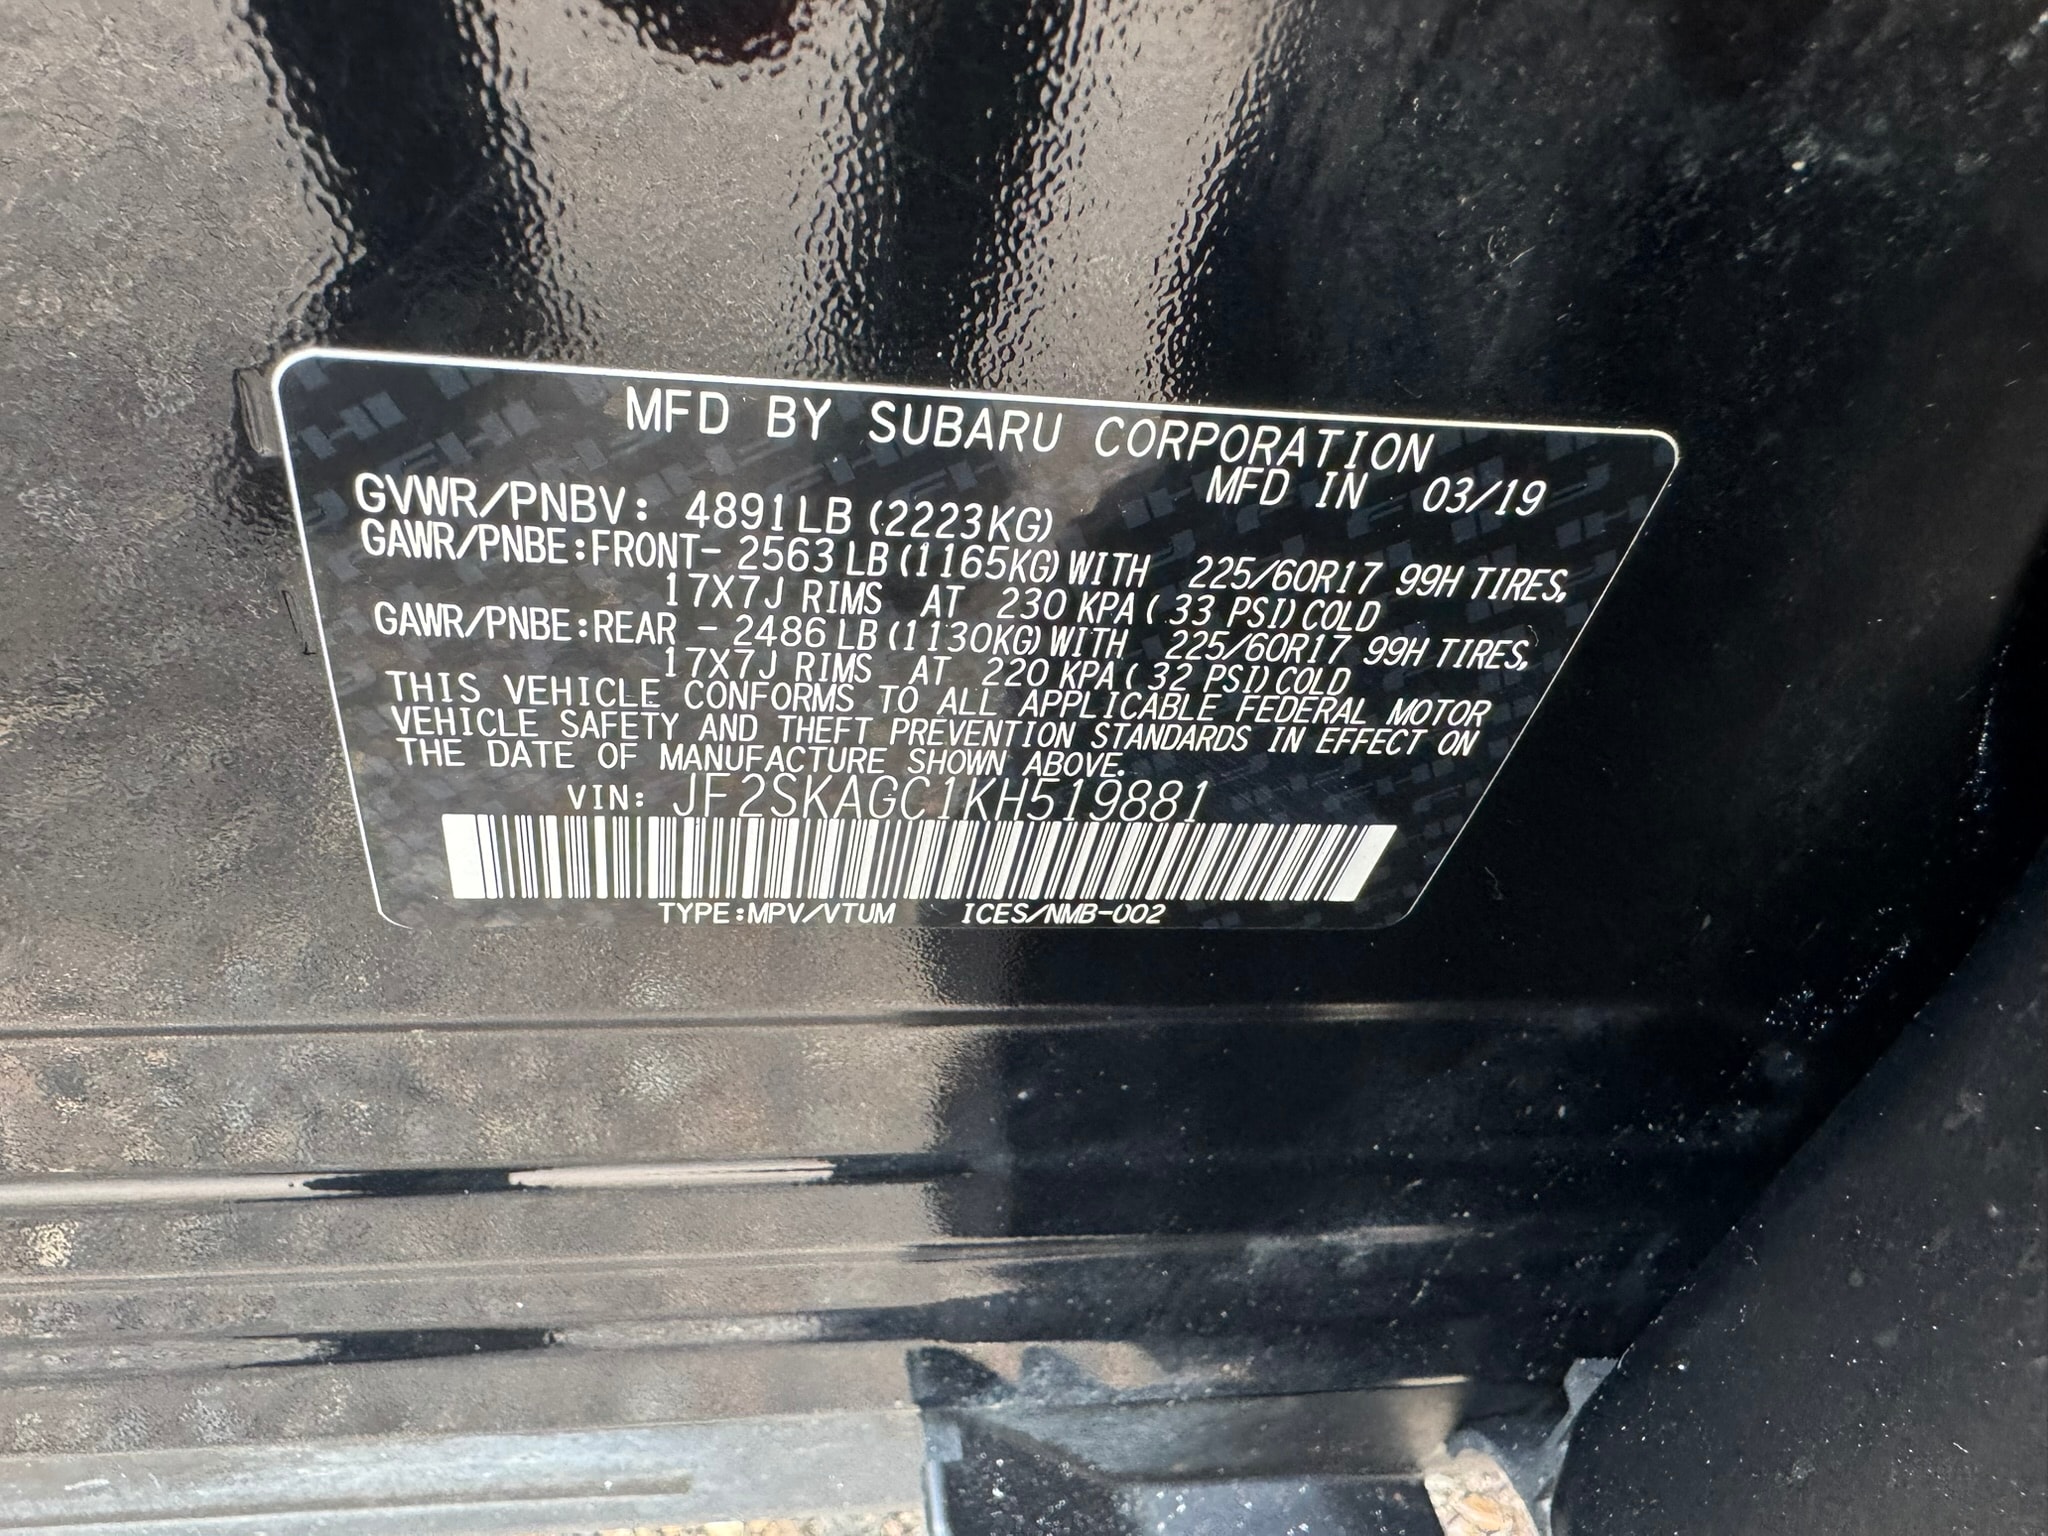 MFD BY SUBARU CORPORATION
MFD IN 03/19
GVWR/PNBV: 4891LB (2223KG)
GAWR/PNBE:FRONT- 2563 LB (1165KG) WITH 225/60R17 99H TIRES,
17X7J RIMS AT 230 KPA ( 33 PSI) COLD
GAWR/PNBE:REAR - 2486 LB (1130KG) WITH 225/60R17 99H TIRES,
17X7J RIMS AT 220 KPA ( 32 PSI) COLD
THIS VEHICLE CONFORMS TO ALL APPLICABLE FEDERAL MOTOR
VEHICLE SAFETY AND THEFT PREVENTION STANDARDS IN EFFECT ON
THE DATE OF MANUFACTURE SHOWN ABOVE.
VIN: JF2SKAGC1KH519881
TYPE:MPV/VTUM ICES/NMB-002